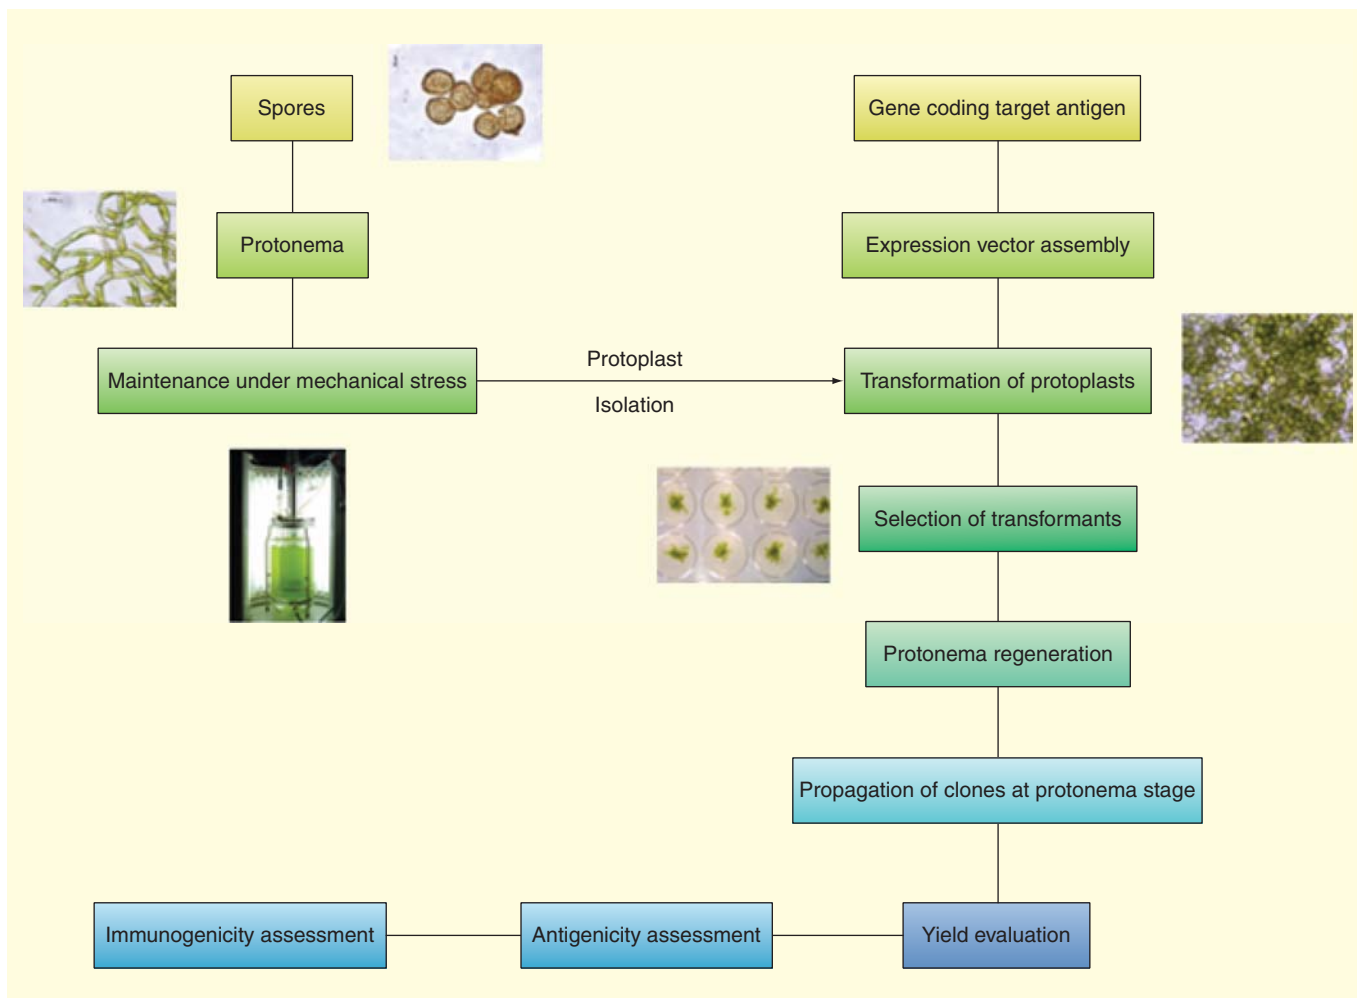 Spores
Gene coding target antigen
Protonema
Expression vector assembly
Maintenance under mechanical stress
Protoplast
Isolation
Transformation of protoplasts
Selection of transformants
Protonema regeneration
Propagation of clones at protonema stage
Immunogenicity assessment
Antigenicity assessment
Yield evaluation